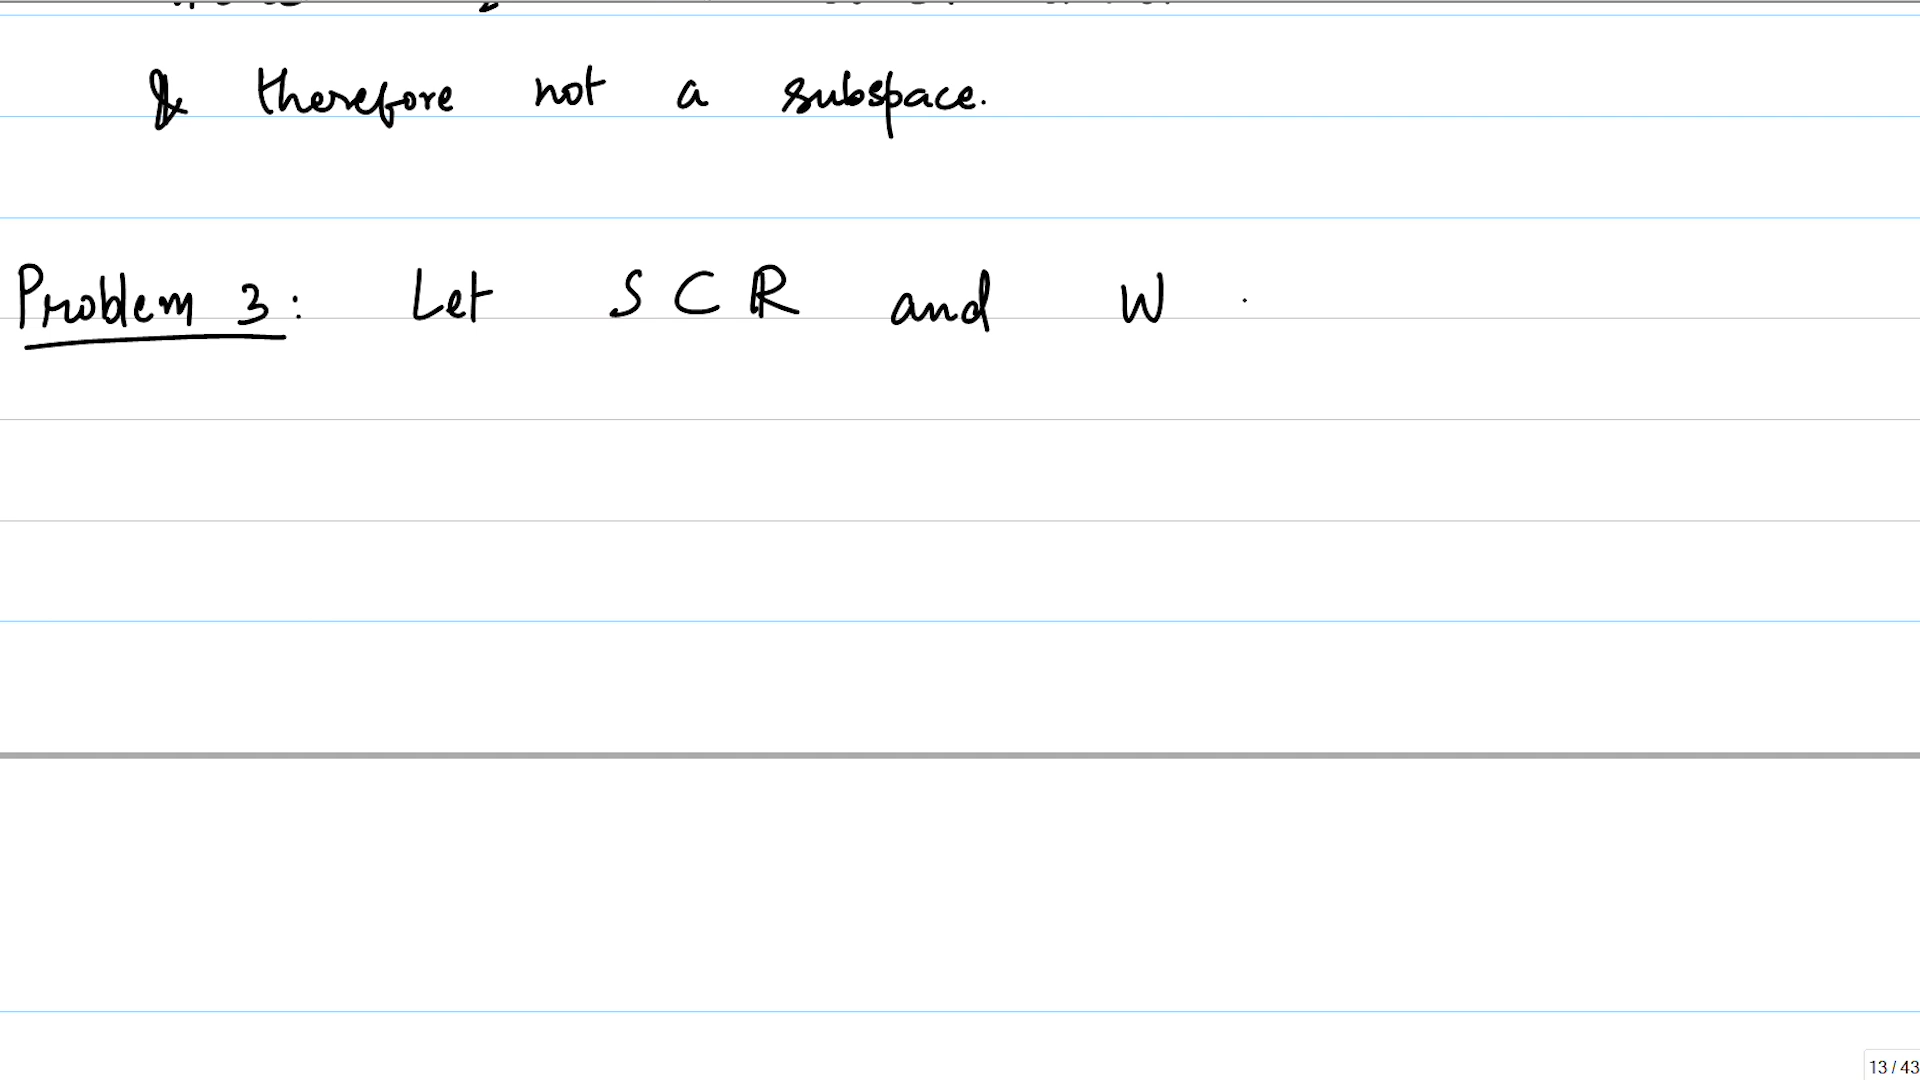 & therefore not a subspace.
Problem 3: Let S ⊂ ℝ and W
13 / 43